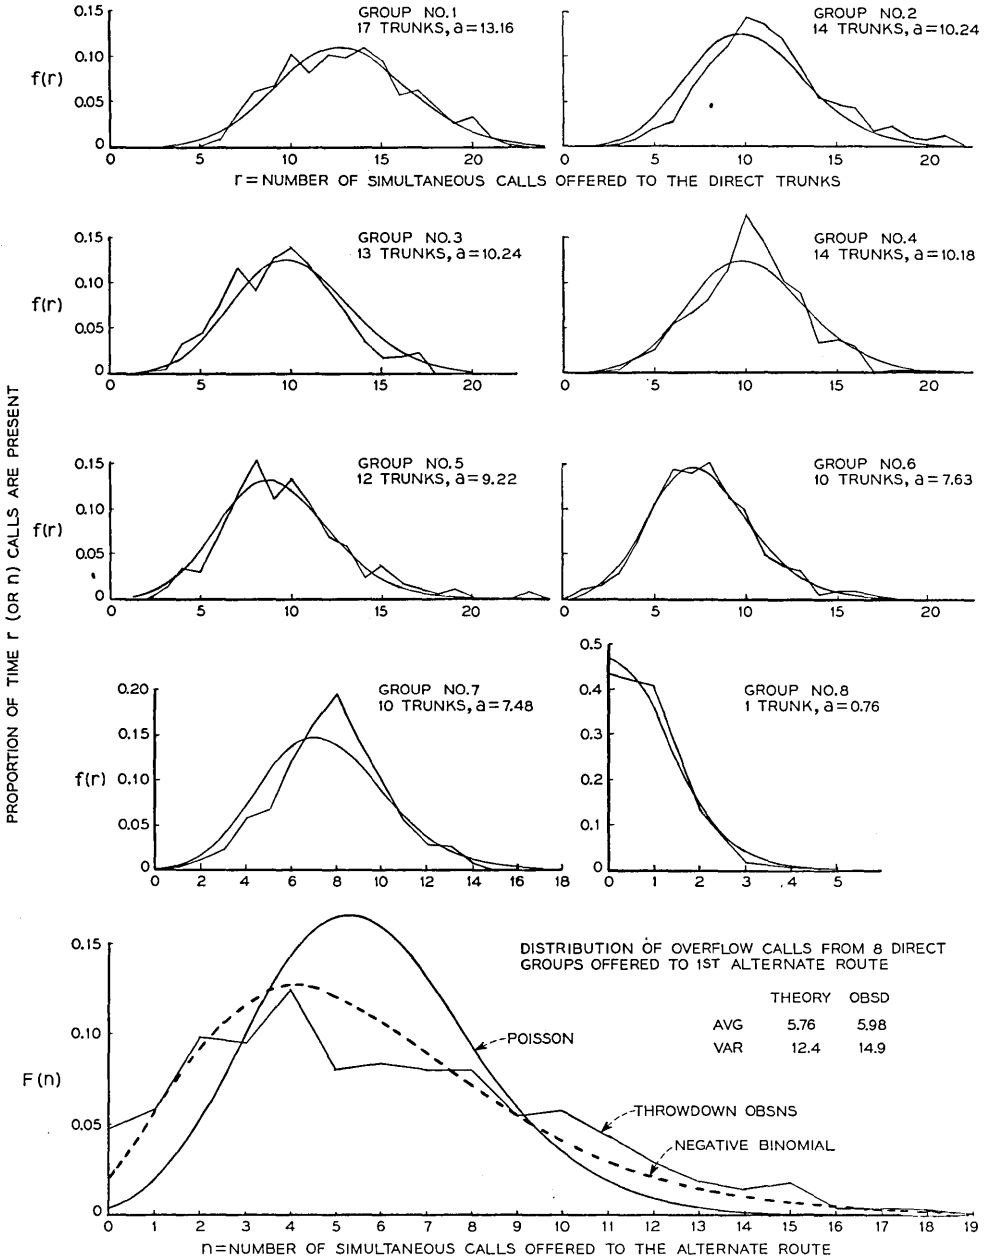 GROUP NO.1
17 TRUNKS, a=13.16
0.15
0.10
f(r)
0.05
0
0 5 10 15 20
GROUP NO.2
14 TRUNKS, a=10.24
0 5 10 15 20
r=NUMBER OF SIMULTANEOUS CALLS OFFERED TO THE DIRECT TRUNKS
GROUP NO.3
13 TRUNKS, a=10.24
0.15
0.10
f(r)
0.05
0
0 5 10 15 20
GROUP NO.4
14 TRUNKS, a=10.18
0 5 10 15 20
PROPORTION OF TIME r (OR n) CALLS ARE PRESENT
GROUP NO.5
12 TRUNKS, a=9.22
0.15
0.10
f(r)
0.05
0
0 5 10 15 20
GROUP NO.6
10 TRUNKS, a=7.63
0 5 10 15 20
GROUP NO.7
10 TRUNKS, a=7.48
0.20
0.15
f(r)
0.10
0.05
0
0 2 4 6 8 10 12 14 16 18
GROUP NO.8
1 TRUNK, a=0.76
0.5
0.4
0.3
0.2
0.1
0
0 1 2 3 4 5
DISTRIBUTION OF OVERFLOW CALLS FROM 8 DIRECT
GROUPS OFFERED TO 1ST ALTERNATE ROUTE
THEORY OBSD
AVG 5.76 5.98
VAR 12.4 14.9
0.15
0.10
F(n)
0.05
0
POISSON
THROWDOWN OBSNS
NEGATIVE BINOMIAL
0 1 2 3 4 5 6 7 8 9 10 11 12 13 14 15 16 17 18 19
n=NUMBER OF SIMULTANEOUS CALLS OFFERED TO THE ALTERNATE ROUTE